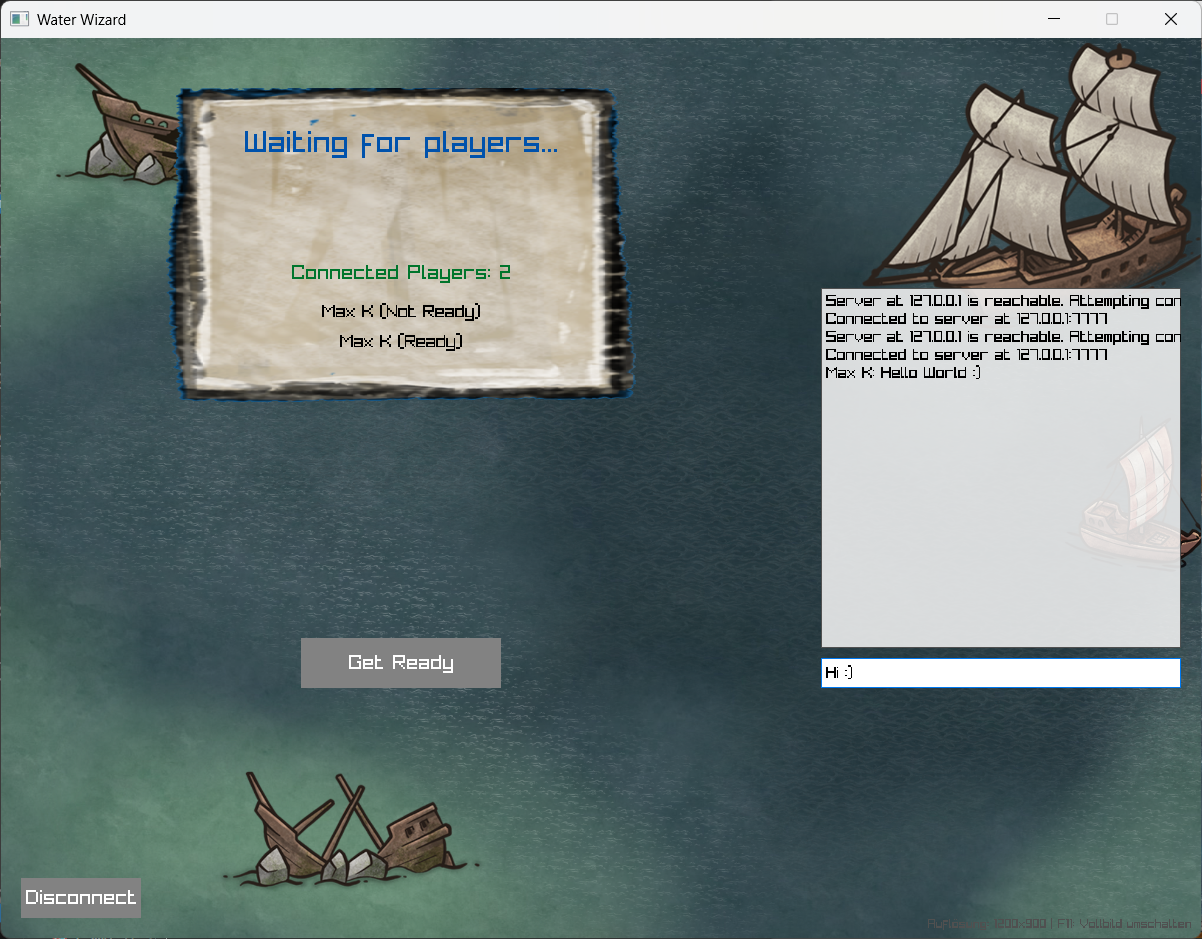 Water Wizard
Waiting for players...
Connected Players: 2
Max K (Not Ready)
Max K (Ready)
Server at 127.0.0.1 is reachable. Attempting con
Connected to server at 127.0.0.1:7777
Server at 127.0.0.1 is reachable. Attempting con
Connected to server at 127.0.0.1:7777
Max K: Hello World :)
Get Ready
Hi :)
Disconnect
1200x900 | F11: Vollbild umschalten